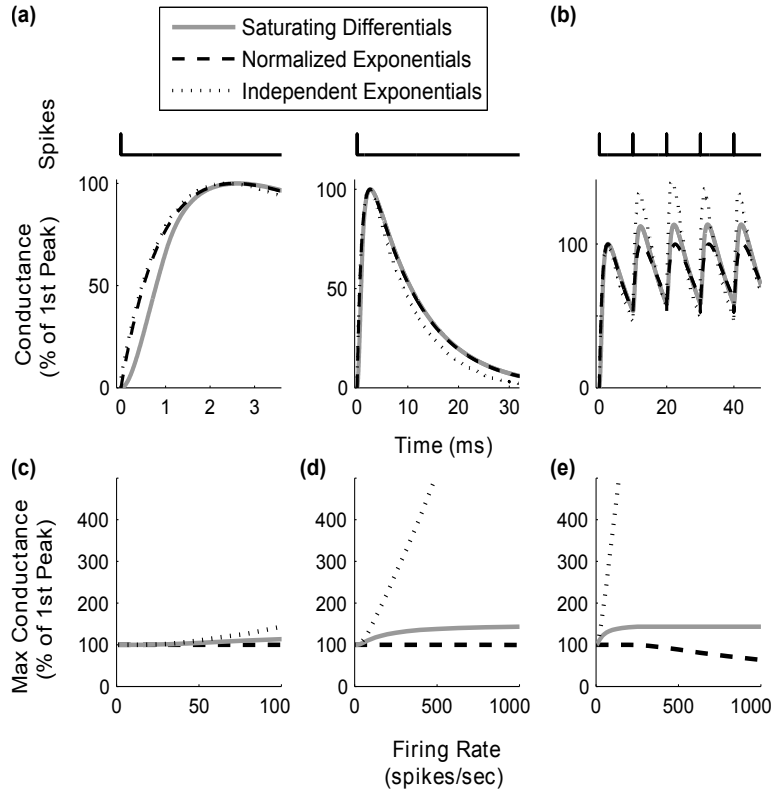 (a)
Saturating Differentials
Normalized Exponentials
Independent Exponentials
(b)
Spikes
Conductance
(% of 1st Peak)
100
50
0
0 1 2 3
0 10 20 30
100
0
0 20 40
Time (ms)
(c)
(d)
(e)
Max Conductance
(% of 1st Peak)
400
300
200
100
0
0 50 100
400
300
200
100
0
0 500 1000
400
300
200
100
0
0 500 1000
Firing Rate
(spikes/sec)